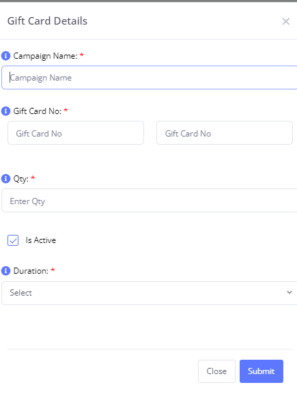 Gift Card Details
Campaign Name: *
Campaign Name
Gift Card No: *
Gift Card No Gift Card No
Qty: *
Enter Qty
Is Active
Duration: *
Select
Close Submit